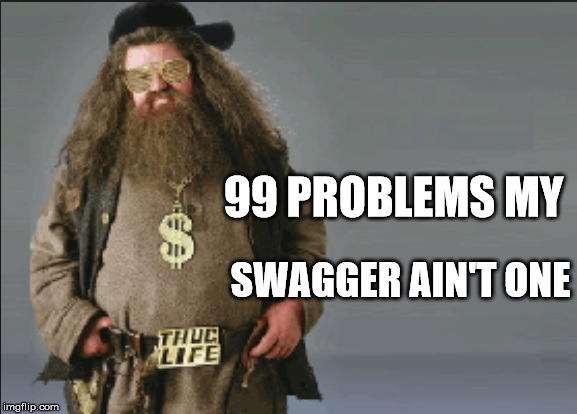 99 PROBLEMS MY
SWAGGER AIN'T ONE
$
THUG
LIFE
imgflip.com